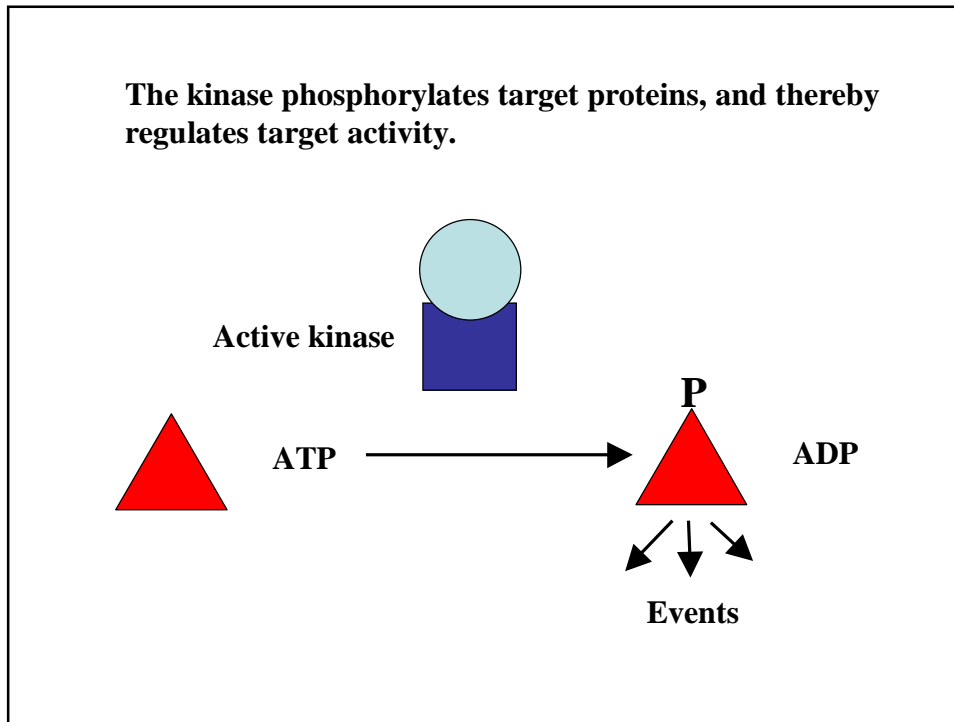 The kinase phosphorylates target proteins, and thereby
regulates target activity.
Active kinase
P
ATP
ADP
Events